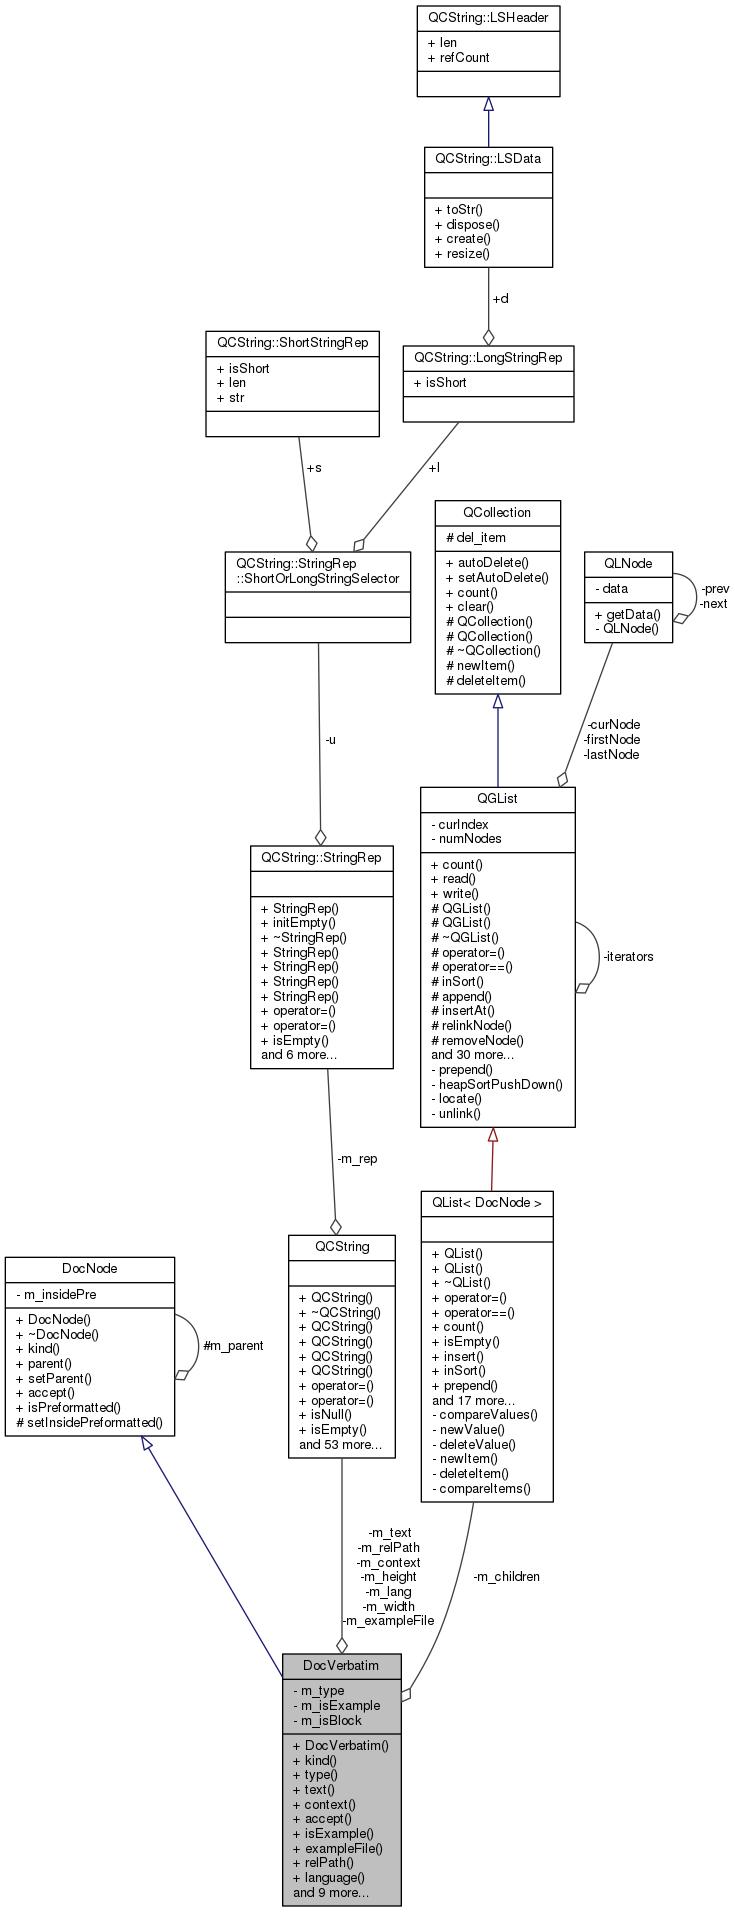 QCString::LSHeader
+ len
+ refCount
QCString::LSData
+ toStr()
+ dispose()
+ create()
+ resize()
+d
QCString::ShortStringRep
+ isShort
+ len
+ str
QCString::LongStringRep
+ isShort
+s
+l
QCollection
# del_item
+ autoDelete()
+ setAutoDelete()
+ count()
+ clear()
# QCollection()
# QCollection()
# ~QCollection()
# newItem()
# deleteItem()
QLNode
- data
+ getData()
- QLNode()
-prev
-next
QCString::StringRep
::ShortOrLongStringSelector
-u
-curNode
-firstNode
-lastNode
QGList
- curIndex
- numNodes
+ count()
+ read()
+ write()
# QGList()
# QGList()
# ~QGList()
# operator=()
# operator==()
# inSort()
# append()
# insertAt()
# relinkNode()
# removeNode()
and 30 more...
- prepend()
- heapSortPushDown()
- locate()
- unlink()
-iterators
QCString::StringRep
+ StringRep()
+ initEmpty()
+ ~StringRep()
+ StringRep()
+ StringRep()
+ StringRep()
+ StringRep()
+ operator=()
+ operator=()
+ isEmpty()
and 6 more...
-m_rep
QList< DocNode >
+ QList()
+ QList()
+ ~QList()
+ operator=()
+ operator==()
+ count()
+ isEmpty()
+ insert()
+ inSort()
+ prepend()
and 17 more...
- compareValues()
- newValue()
- deleteValue()
- newItem()
- deleteItem()
- compareItems()
QCString
+ QCString()
+ ~QCString()
+ QCString()
+ QCString()
+ QCString()
+ QCString()
+ operator=()
+ operator=()
+ isNull()
+ isEmpty()
and 53 more...
DocNode
- m_insidePre
+ DocNode()
+ ~DocNode()
+ kind()
+ parent()
+ setParent()
+ accept()
+ isPreformatted()
# setInsidePreformatted()
#m_parent
-m_text
-m_relPath
-m_context
-m_height
-m_lang
-m_width
-m_exampleFile
-m_children
DocVerbatim
- m_type
- m_isExample
- m_isBlock
+ DocVerbatim()
+ kind()
+ type()
+ text()
+ context()
+ accept()
+ isExample()
+ exampleFile()
+ relPath()
+ language()
and 9 more...